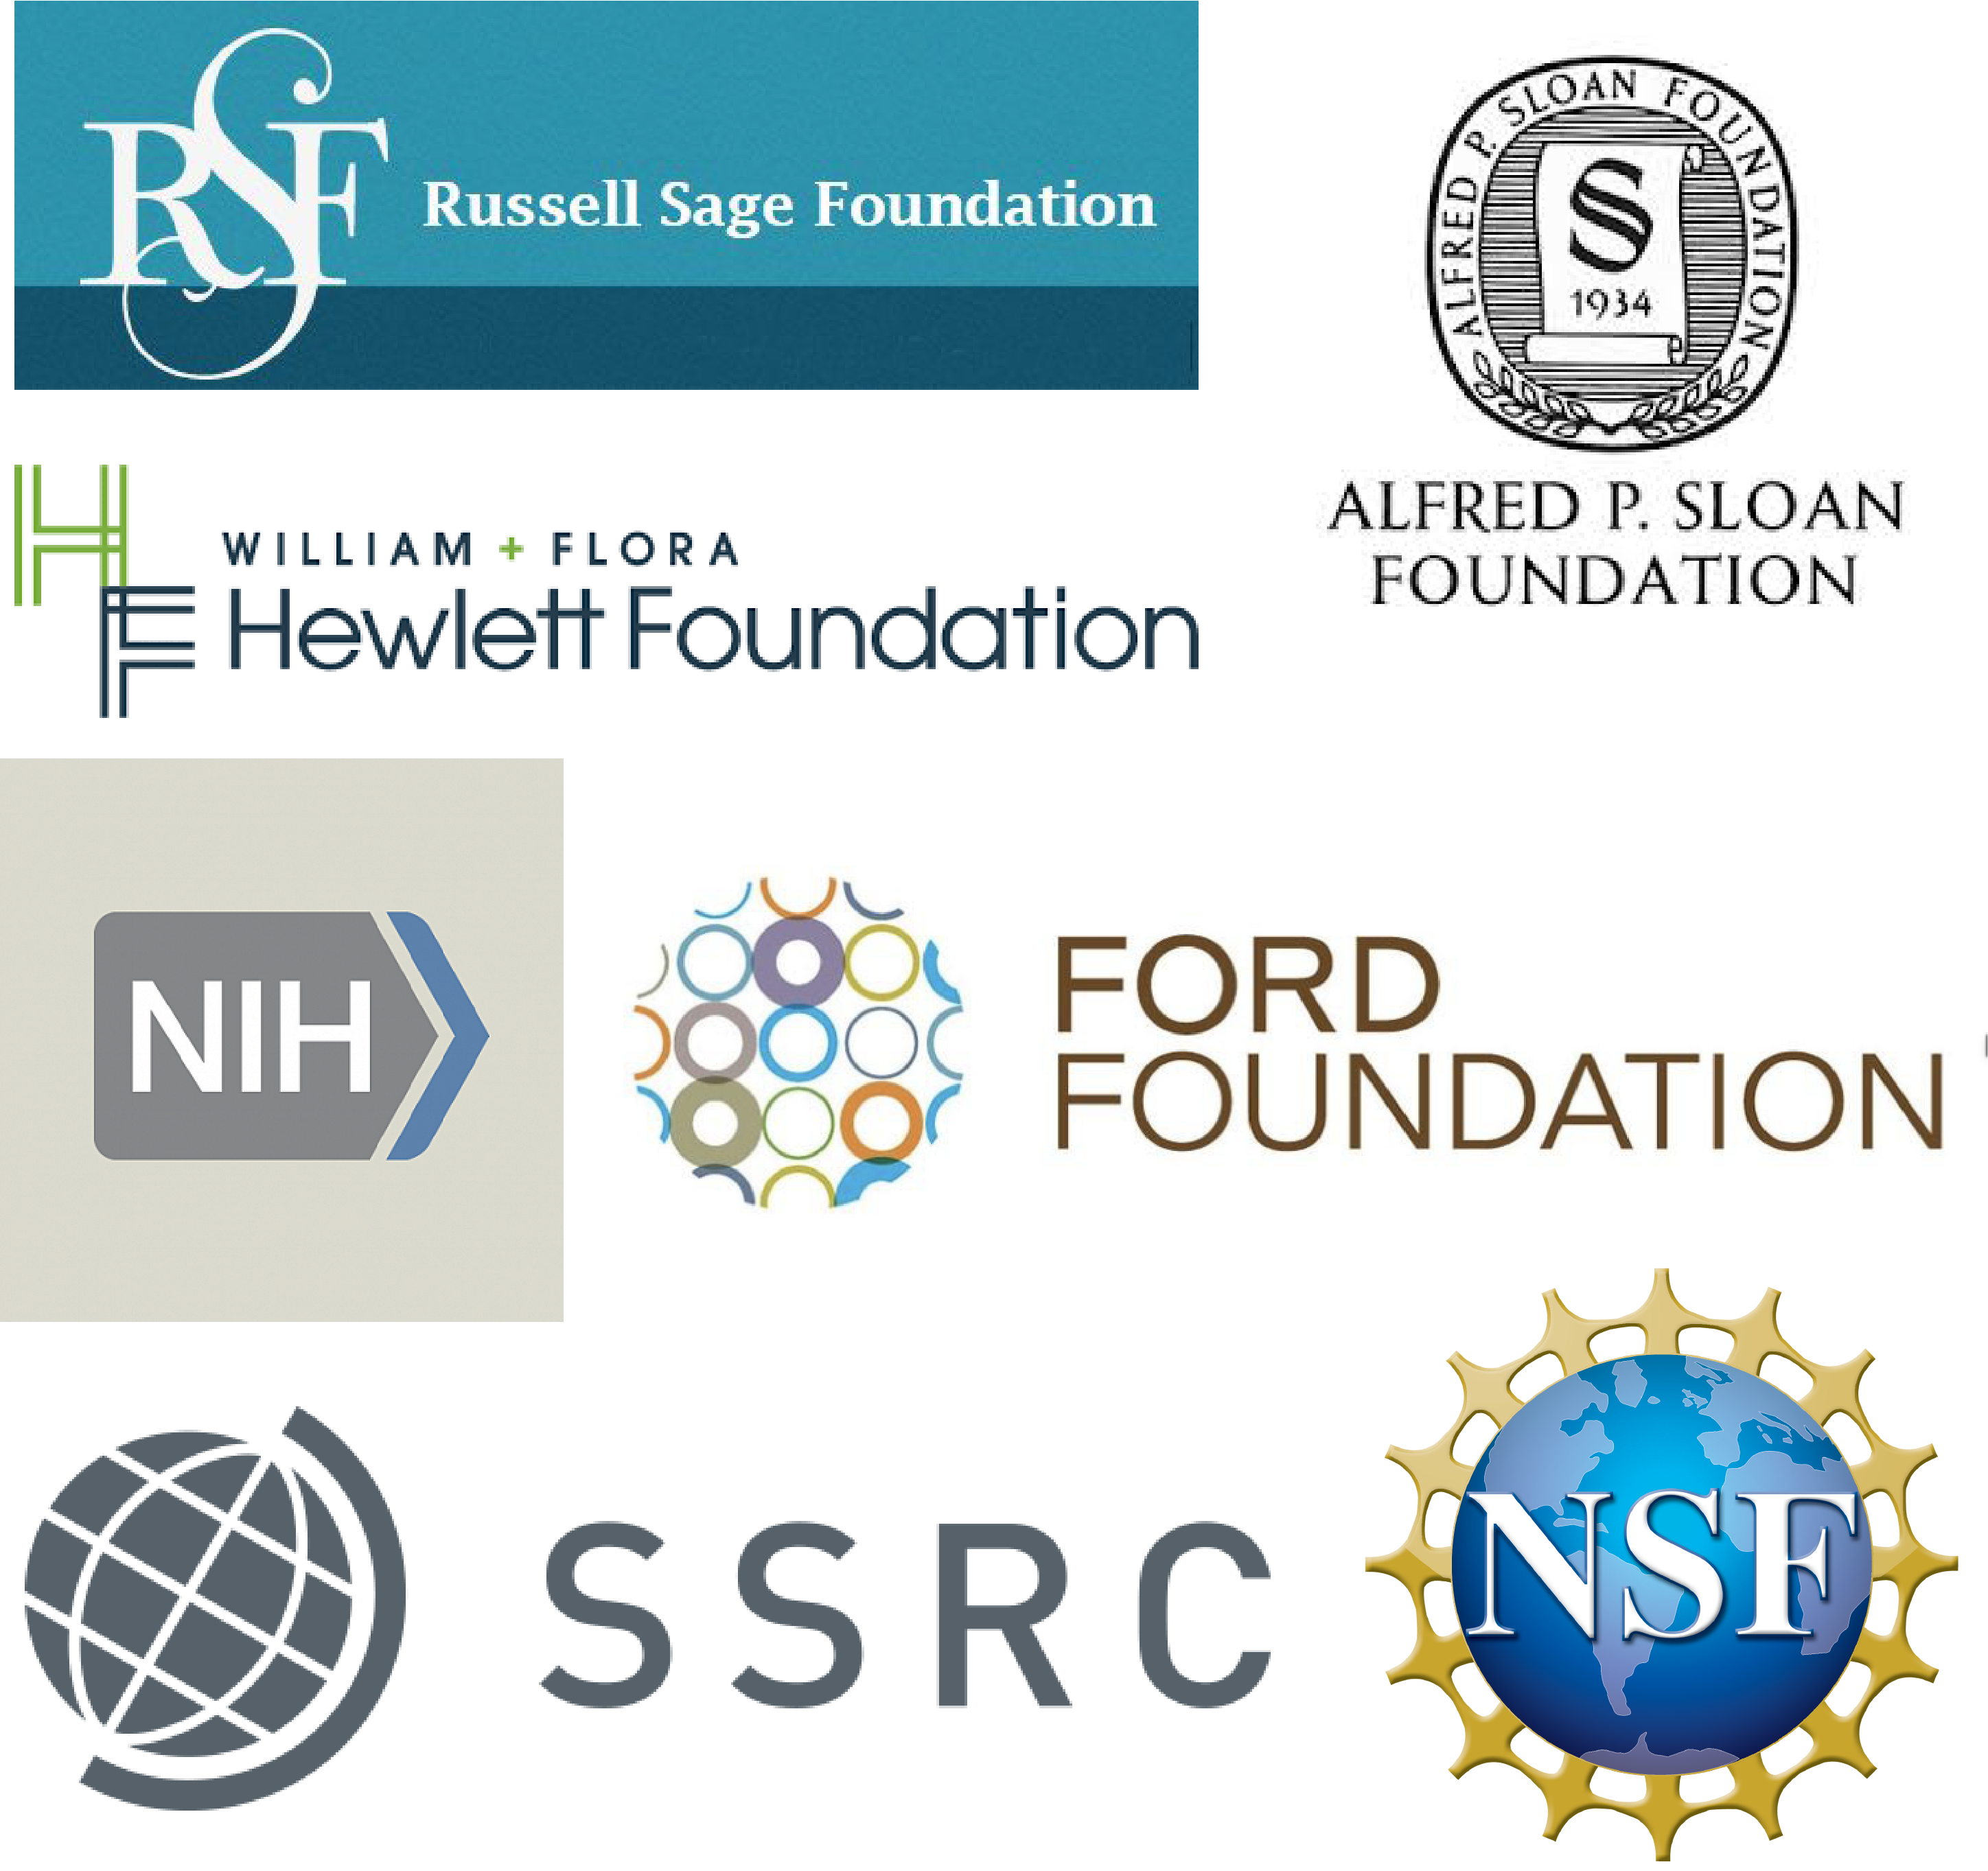 RSF
Russell Sage Foundation
ALFRED P. SLOAN FOUNDATION
S
1934
ALFRED P. SLOAN
FOUNDATION
HF
WILLIAM + FLORA
Hewlett Foundation
NIH
FORD
FOUNDATION
SSRC
NSF